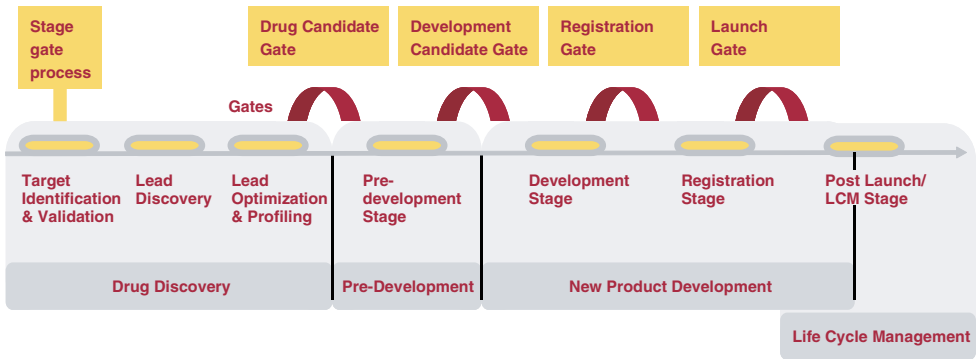 Stage
gate
process
Drug Candidate
Gate
Development
Candidate Gate
Registration
Gate
Launch
Gate
Gates
Target
Identification
& Validation
Lead
Discovery
Lead
Optimization
& Profiling
Pre-
development
Stage
Development
Stage
Registration
Stage
Post Launch/
LCM Stage
Drug Discovery
Pre-Development
New Product Development
Life Cycle Management